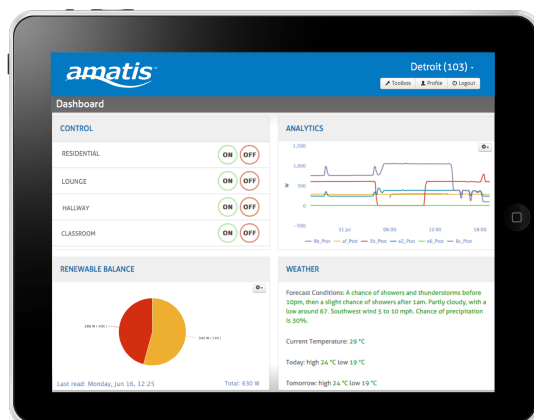 amatis
Detroit (103)
Toolbox
Profile
Logout
Dashboard
CONTROL
RESIDENTIAL
ON
OFF
LOUNGE
ON
OFF
HALLWAY
ON
OFF
CLASSROOM
ON
OFF
ANALYTICS
1,500
1,000
500
0
-500
W
31 Jul
06:00
12:00
18:00
RENEWABLE BALANCE
Last read: Monday, Jun 16, 12:25
Total: 630 W
WEATHER
Forecast Conditions: A chance of showers and thunderstorms before
10pm, then a slight chance of showers after 1am. Partly cloudy, with a
low around 67. Southwest wind 5 to 10 mph. Chance of precipitation
is 30%.
Current Temperature: 29 °C
Today: high 24 °C low 19 °C
Tomorrow: high 24 °C low 19 °C